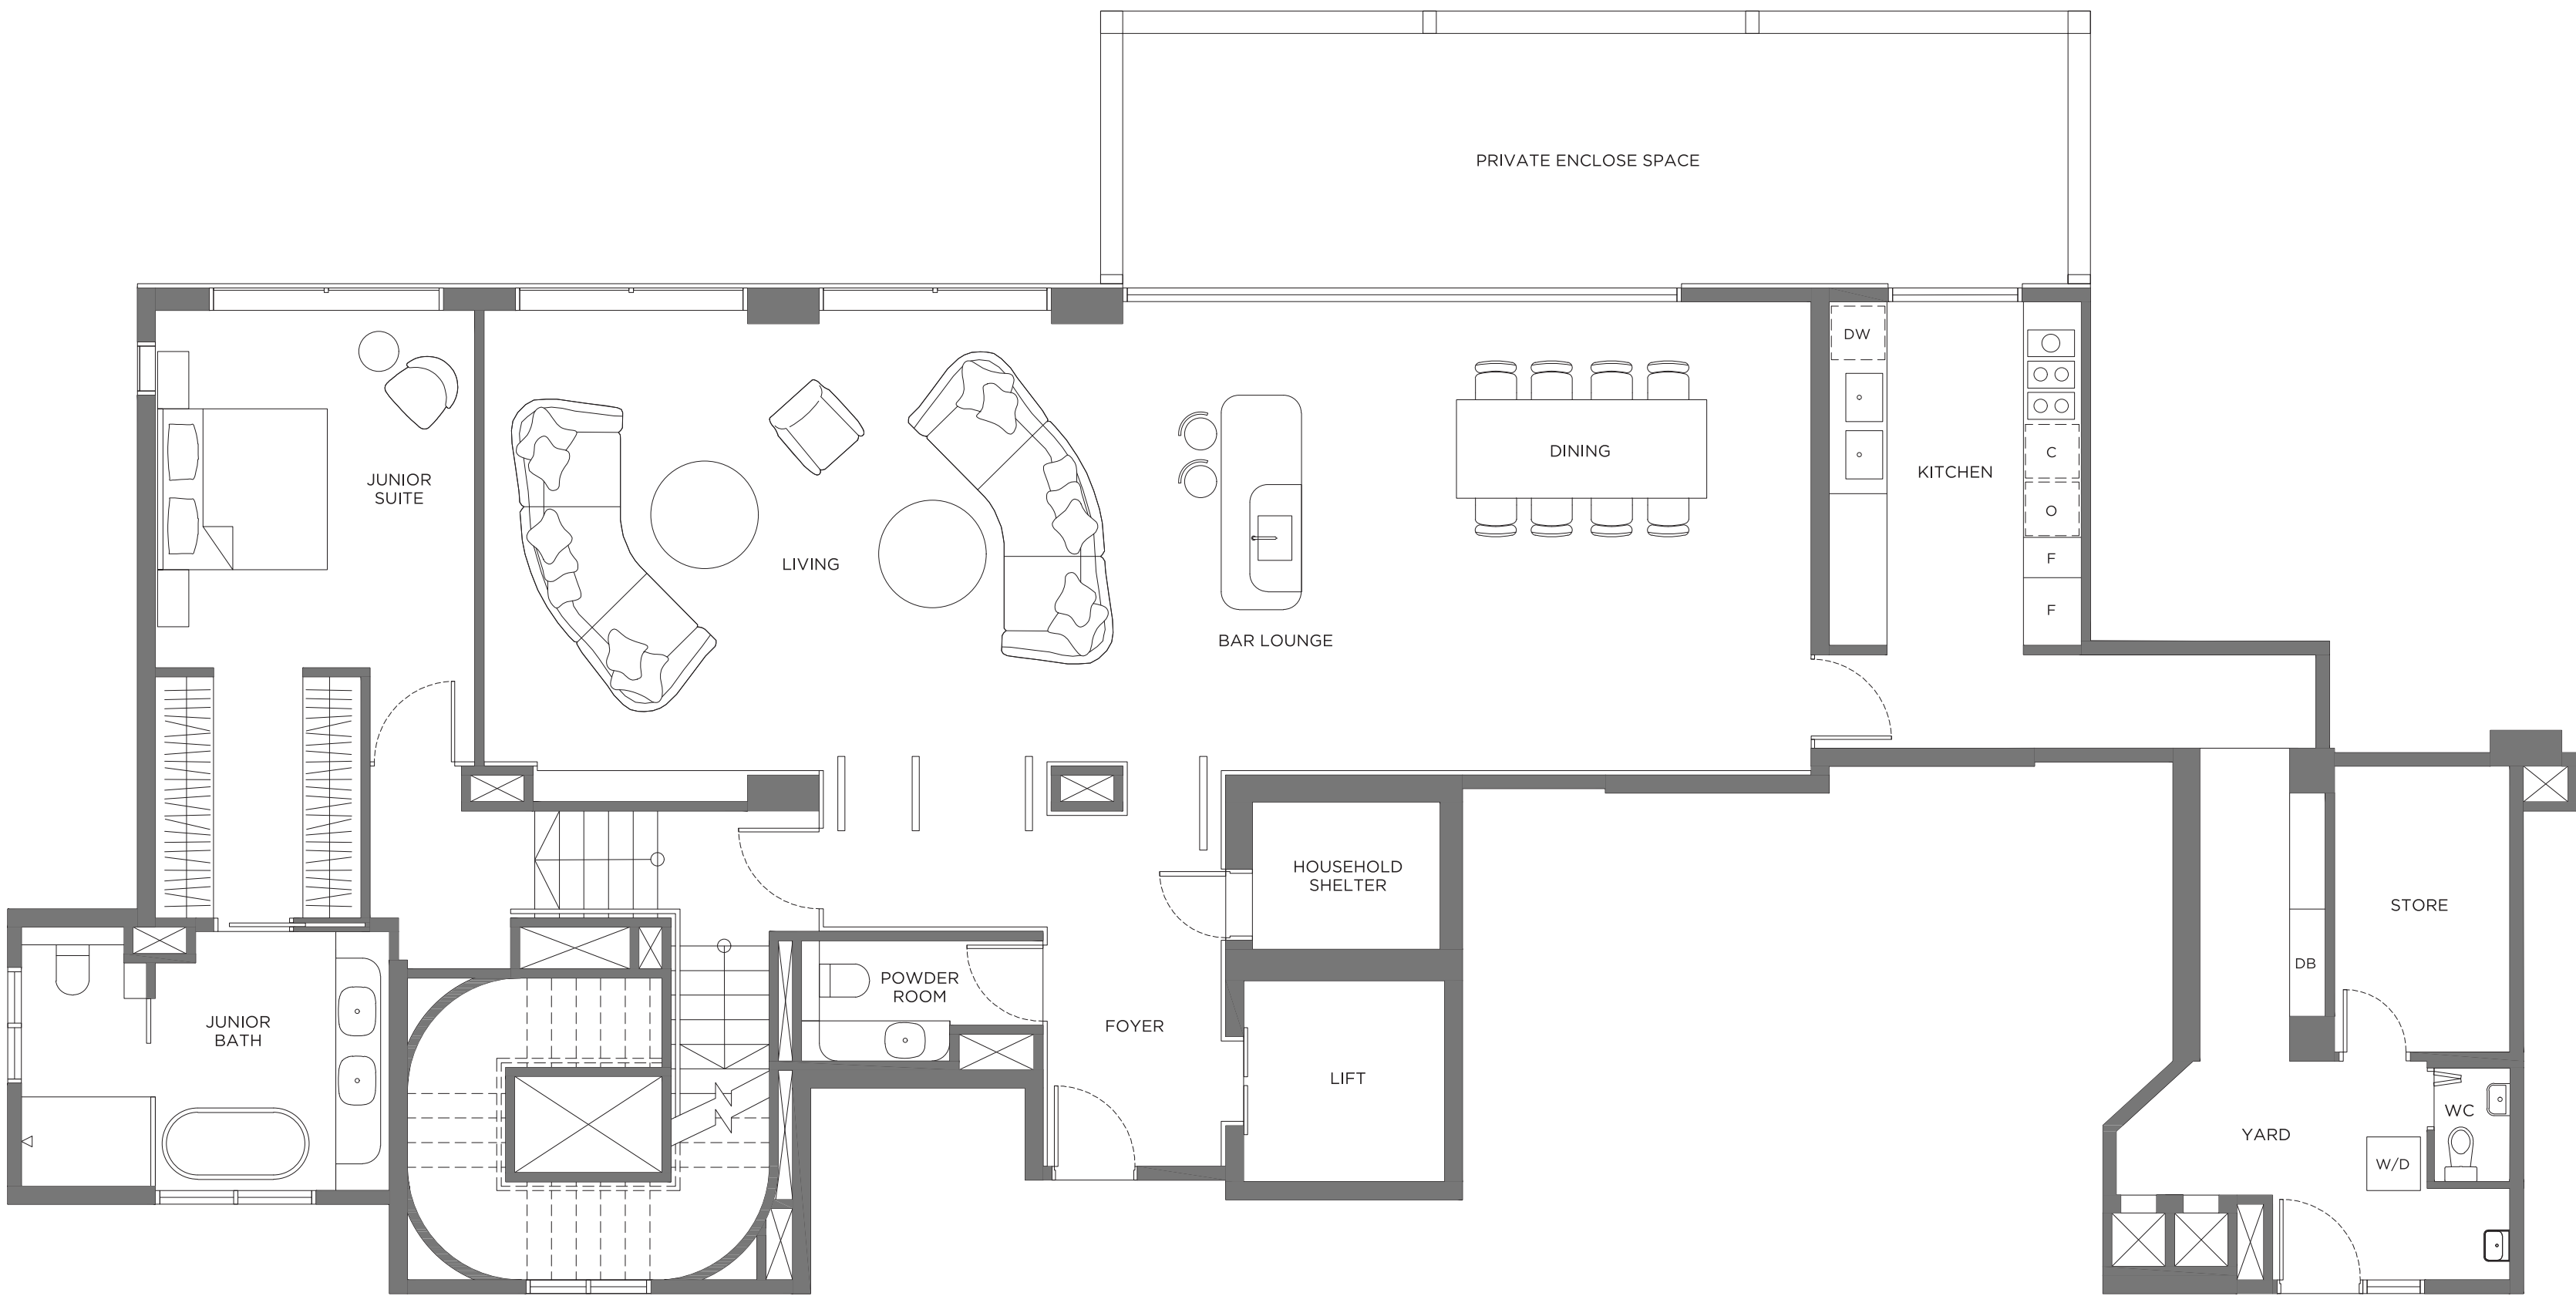 PRIVATE ENCLOSE SPACE
DW
JUNIOR
SUITE
LIVING
BAR LOUNGE
DINING
KITCHEN
C
O
F
F
HOUSEHOLD
SHELTER
STORE
DB
POWDER
ROOM
FOYER
JUNIOR
BATH
LIFT
WC
YARD
W/D